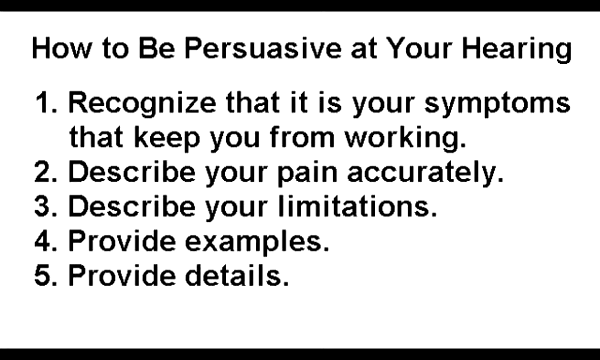 How to Be Persuasive at Your Hearing
1. Recognize that it is your symptoms
that keep you from working.
2. Describe your pain accurately.
3. Describe your limitations.
4. Provide examples.
5. Provide details.